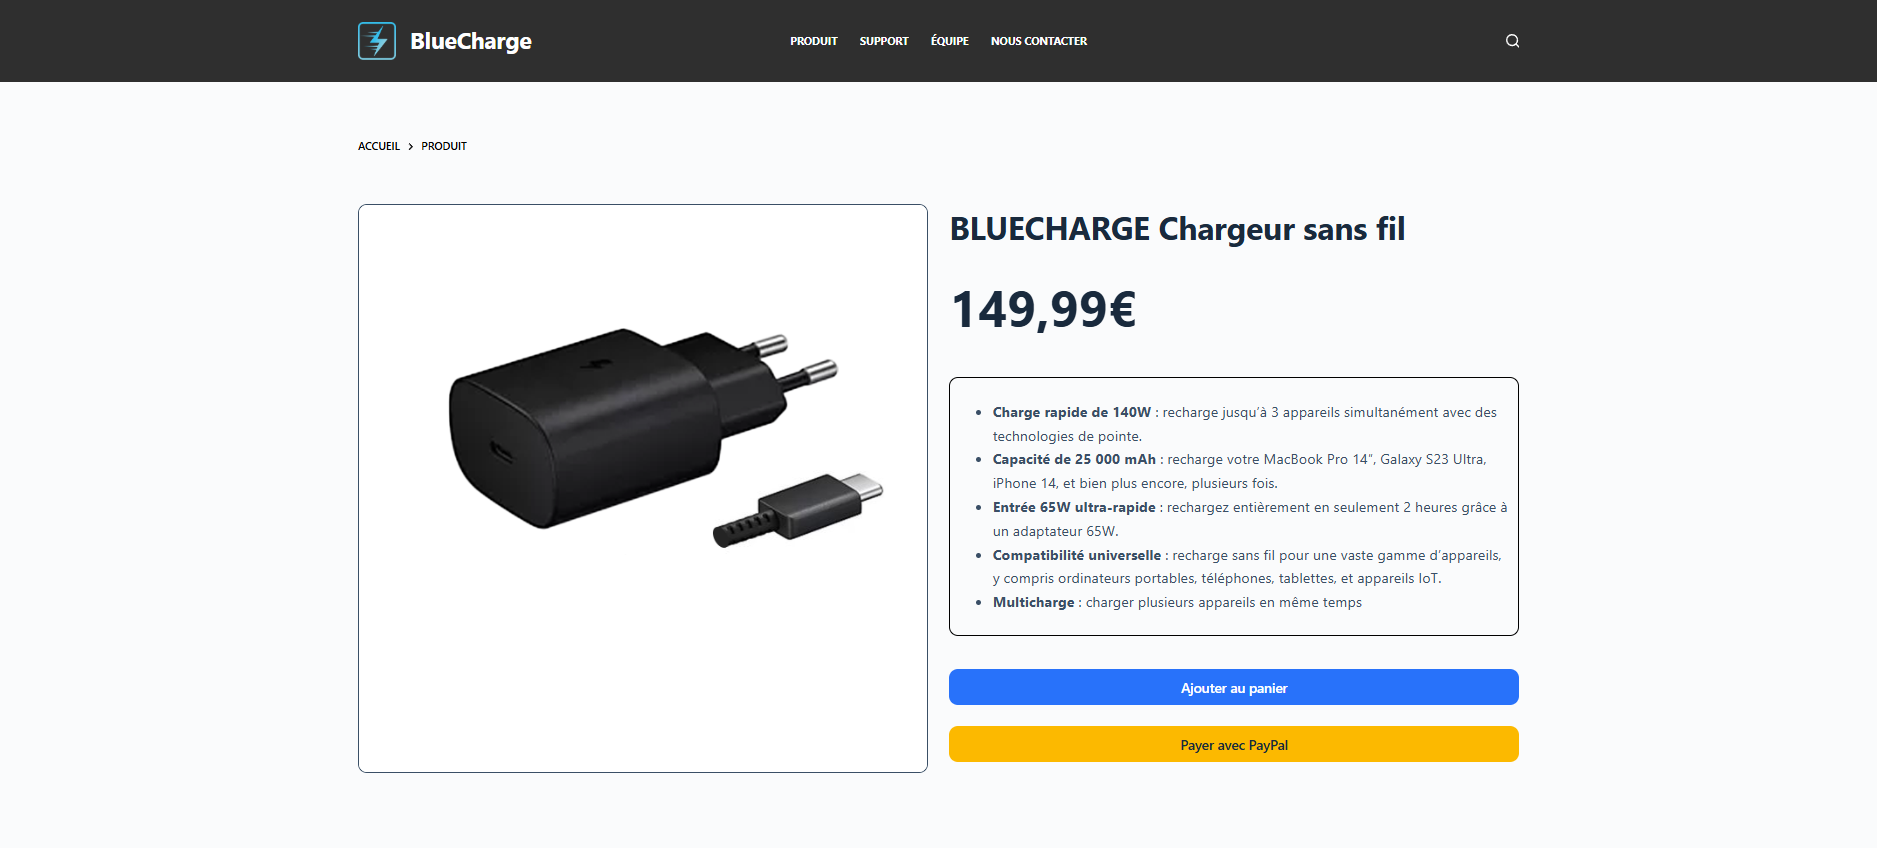 BlueCharge
PRODUIT SUPPORT ÉQUIPE NOUS CONTACTER
ACCUEIL > PRODUIT
BLUECHARGE Chargeur sans fil
149,99€
• Charge rapide de 140W : recharge jusqu’à 3 appareils simultanément avec des
technologies de pointe.
• Capacité de 25 000 mAh : recharge votre MacBook Pro 14″, Galaxy S23 Ultra,
iPhone 14, et bien plus encore, plusieurs fois.
• Entrée 65W ultra-rapide : rechargez entièrement en seulement 2 heures grâce à
un adaptateur 65W.
• Compatibilité universelle : recharge sans fil pour une vaste gamme d’appareils,
y compris ordinateurs portables, téléphones, tablettes, et appareils IoT.
• Multicharge : charger plusieurs appareils en même temps
Ajouter au panier
Payer avec PayPal